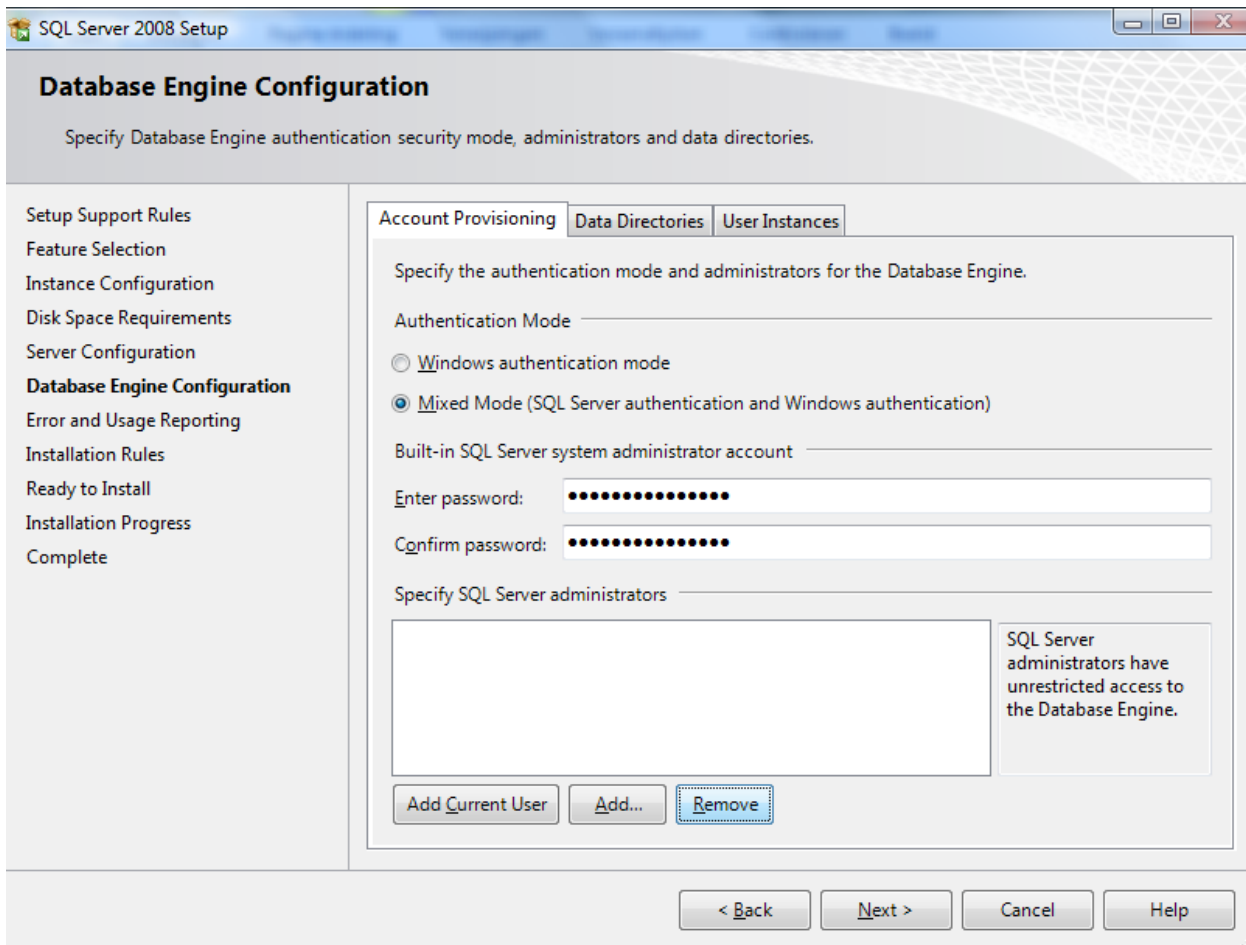 SQL Server 2008 Setup
Database Engine Configuration
Specify Database Engine authentication security mode, administrators and data directories.
Setup Support Rules
Feature Selection
Instance Configuration
Disk Space Requirements
Server Configuration
Database Engine Configuration
Error and Usage Reporting
Installation Rules
Ready to Install
Installation Progress
Complete
Account Provisioning
Data Directories
User Instances
Specify the authentication mode and administrators for the Database Engine.
Authentication Mode
Windows authentication mode
Mixed Mode (SQL Server authentication and Windows authentication)
Built-in SQL Server system administrator account
Enter password: ●●●●●●●●●●●●●●●
Confirm password: ●●●●●●●●●●●●●●●
Specify SQL Server administrators
SQL Server
administrators have
unrestricted access to
the Database Engine.
Add Current User
Add...
Remove
< Back
Next >
Cancel
Help